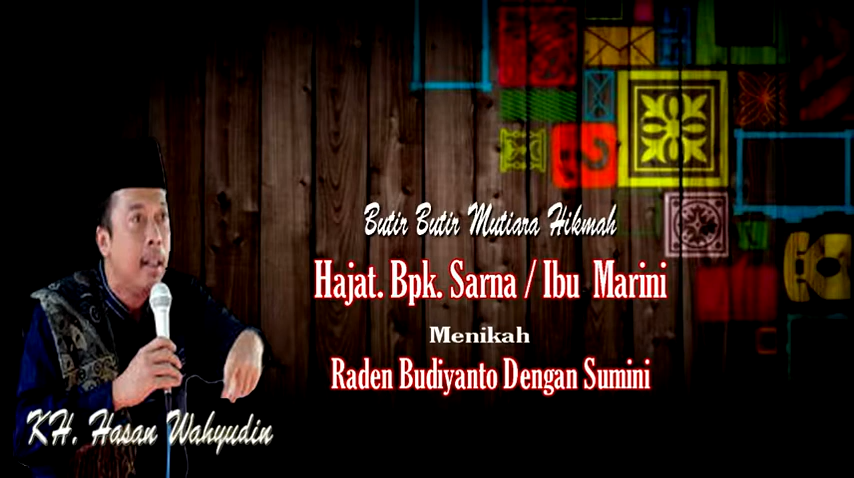 Butir Butir Mutiara Hikmah
Hajat. Bpk. Sarna / Ibu Marini
Menikah
Raden Budiyanto Dengan Sumini
KH. Hasan Wahyudin